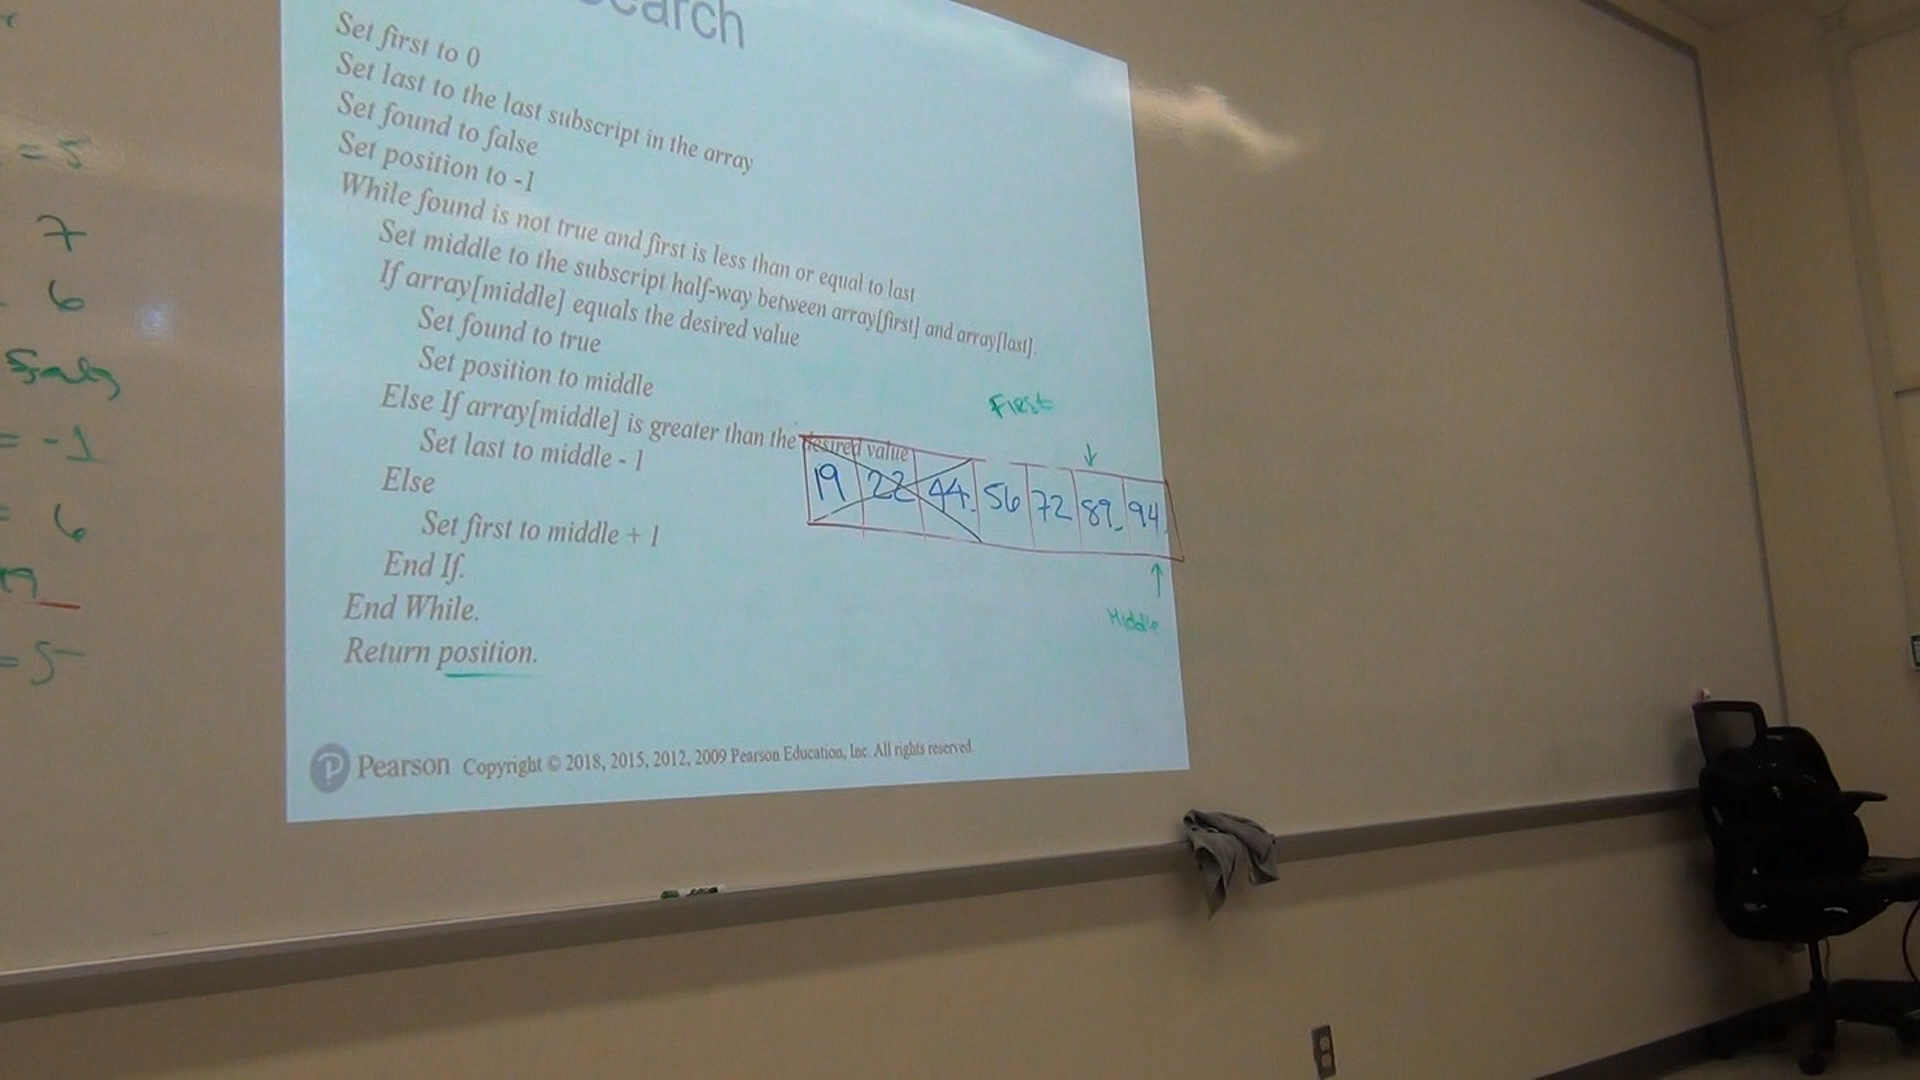 = 5
7
6
= -1
= 6
= 5
Set first to 0
Set last to the last subscript in the array
Set found to false
Set position to -1
While found is not true and first is less than or equal to last
Set middle to the subscript half-way between array[first] and array[last].
If array[middle] equals the desired value
Set found to true
Set position to middle
Else If array[middle] is greater than the desired value
Set last to middle - 1
Else
Set first to middle + 1
End If.
End While.
Return position.
First
19 22 44 56 72 89 94
Middle
P Pearson Copyright © 2018, 2015, 2012, 2009 Pearson Education, Inc. All rights reserved